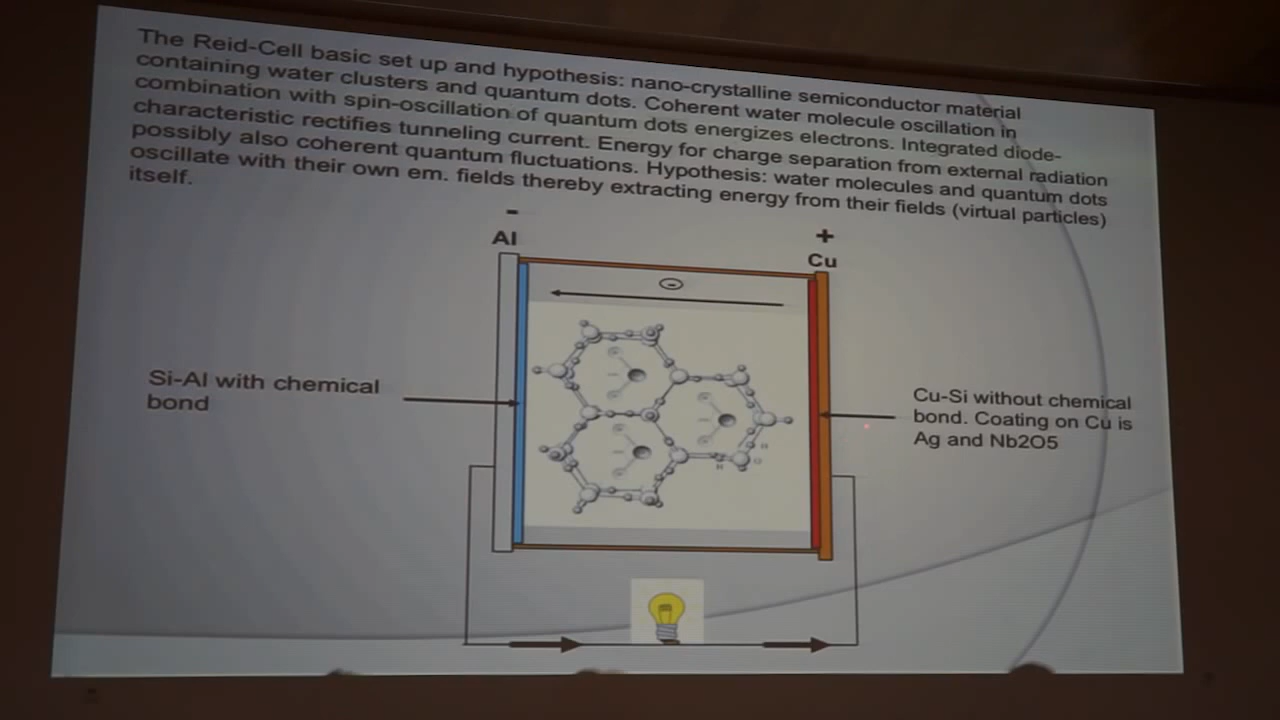 The Reid-Cell basic set up and hypothesis: nano-crystalline semiconductor material
containing water clusters and quantum dots. Coherent water molecule oscillation in
combination with spin-oscillation of quantum dots energizes electrons. Integrated diode-
characteristic rectifies tunneling current. Energy for charge separation from external radiation
possibly also coherent quantum fluctuations. Hypothesis: water molecules and quantum dots
oscillate with their own em. fields thereby extracting energy from their fields (virtual particles)
itself.
-
Al
+
Cu
-
Si-Al with chemical
bond
Cu-Si without chemical
bond. Coating on Cu is
Ag and Nb2O5
H
O
H